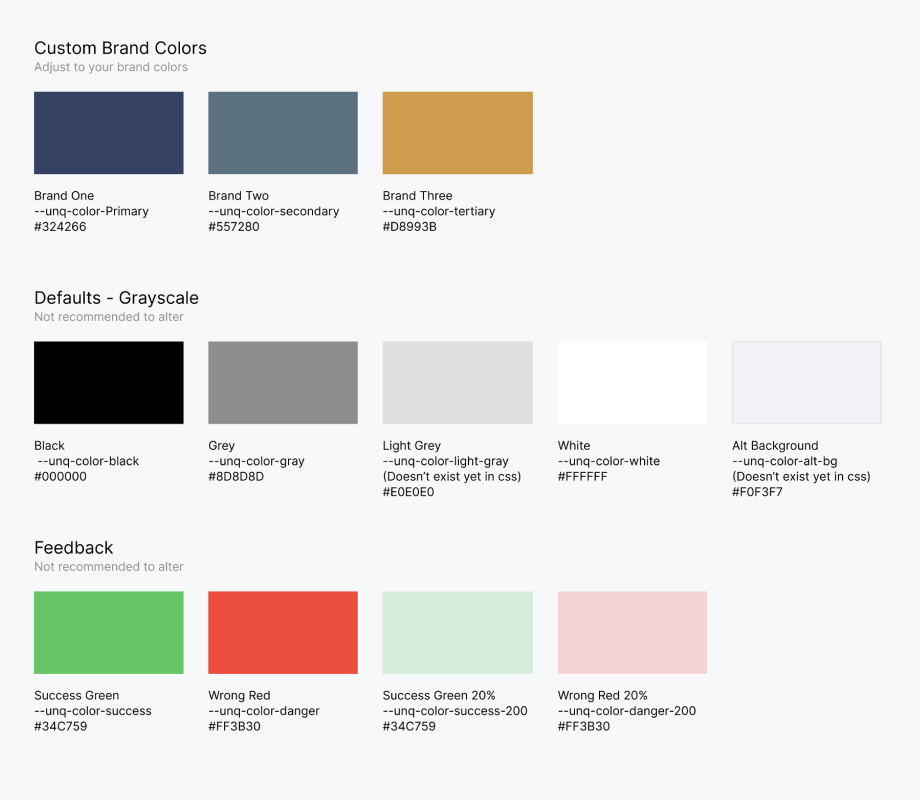 Custom Brand Colors
Adjust to your brand colors
Brand One
--unq-color-Primary
#324266
Brand Two
--unq-color-secondary
#557280
Brand Three
--unq-color-tertiary
#D8993B
Defaults - Grayscale
Not recommended to alter
Black
--unq-color-black
#000000
Grey
--unq-color-gray
#8D8D8D
Light Grey
--unq-color-light-gray
(Doesn’t exist yet in css)
#E0E0E0
White
--unq-color-white
#FFFFFF
Alt Background
--unq-color-alt-bg
(Doesn’t exist yet in css)
#F0F3F7
Feedback
Not recommended to alter
Success Green
--unq-color-success
#34C759
Wrong Red
--unq-color-danger
#FF3B30
Success Green 20%
--unq-color-success-200
#34C759
Wrong Red 20%
--unq-color-danger-200
#FF3B30